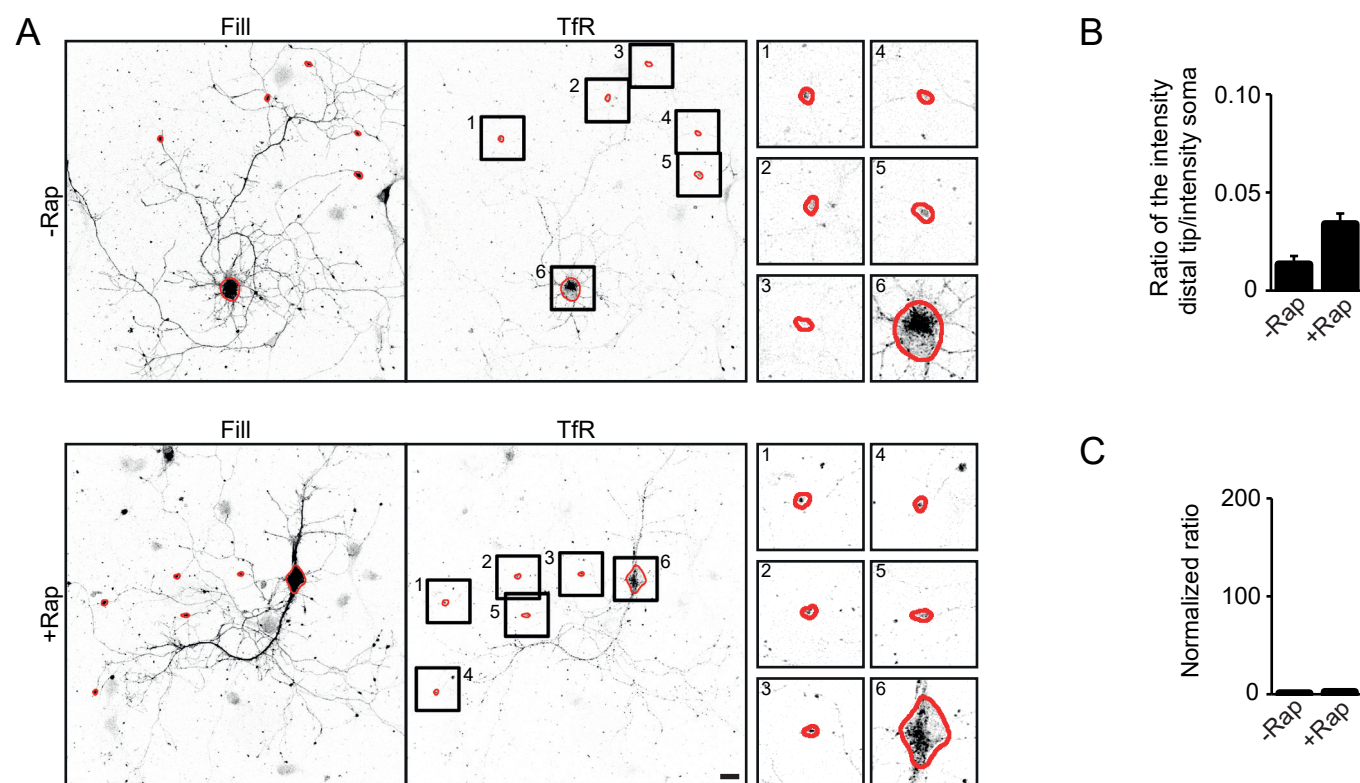 A
Fill
TfR
-Rap
1
2
3
4
5
6
1
4
2
5
3
6
B
Ratio of the intensity
distal tip/intensity soma
0.10
0.05
0
-Rap
+Rap
Fill
TfR
+Rap
1
2
3
6
5
4
1
4
2
5
3
6
C
Normalized ratio
200
100
0
-Rap
+Rap